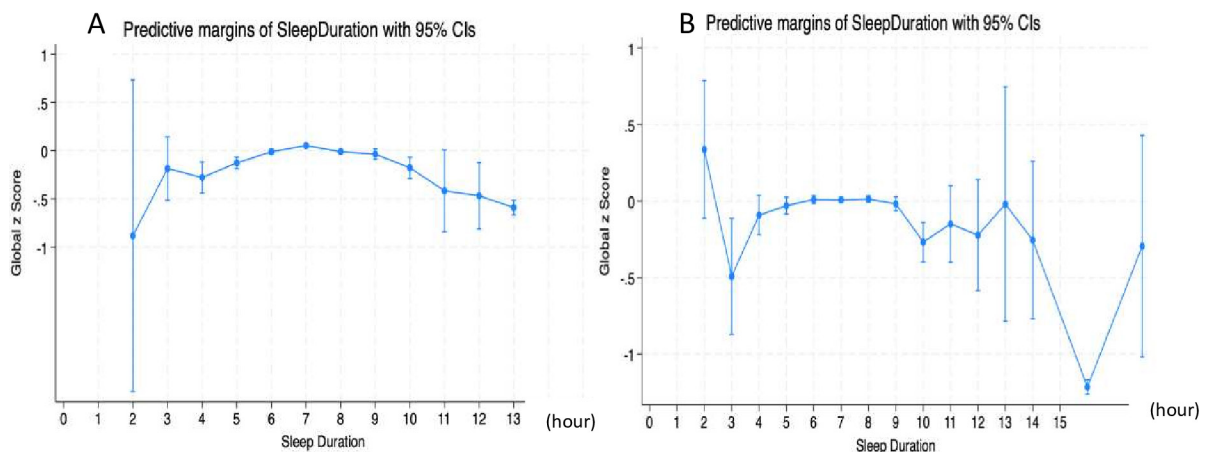 A
Predictive margins of SleepDuration with 95% CIs
1
.5
0
-.5
-1
Global z Score
0 1 2 3 4 5 6 7 8 9 10 11 12 13
(hour)
Sleep Duration
B
Predictive margins of SleepDuration with 95% CIs
1
.5
0
-.5
-1
Global z Score
0 1 2 3 4 5 6 7 8 9 10 11 12 13 14 15
(hour)
Sleep Duration